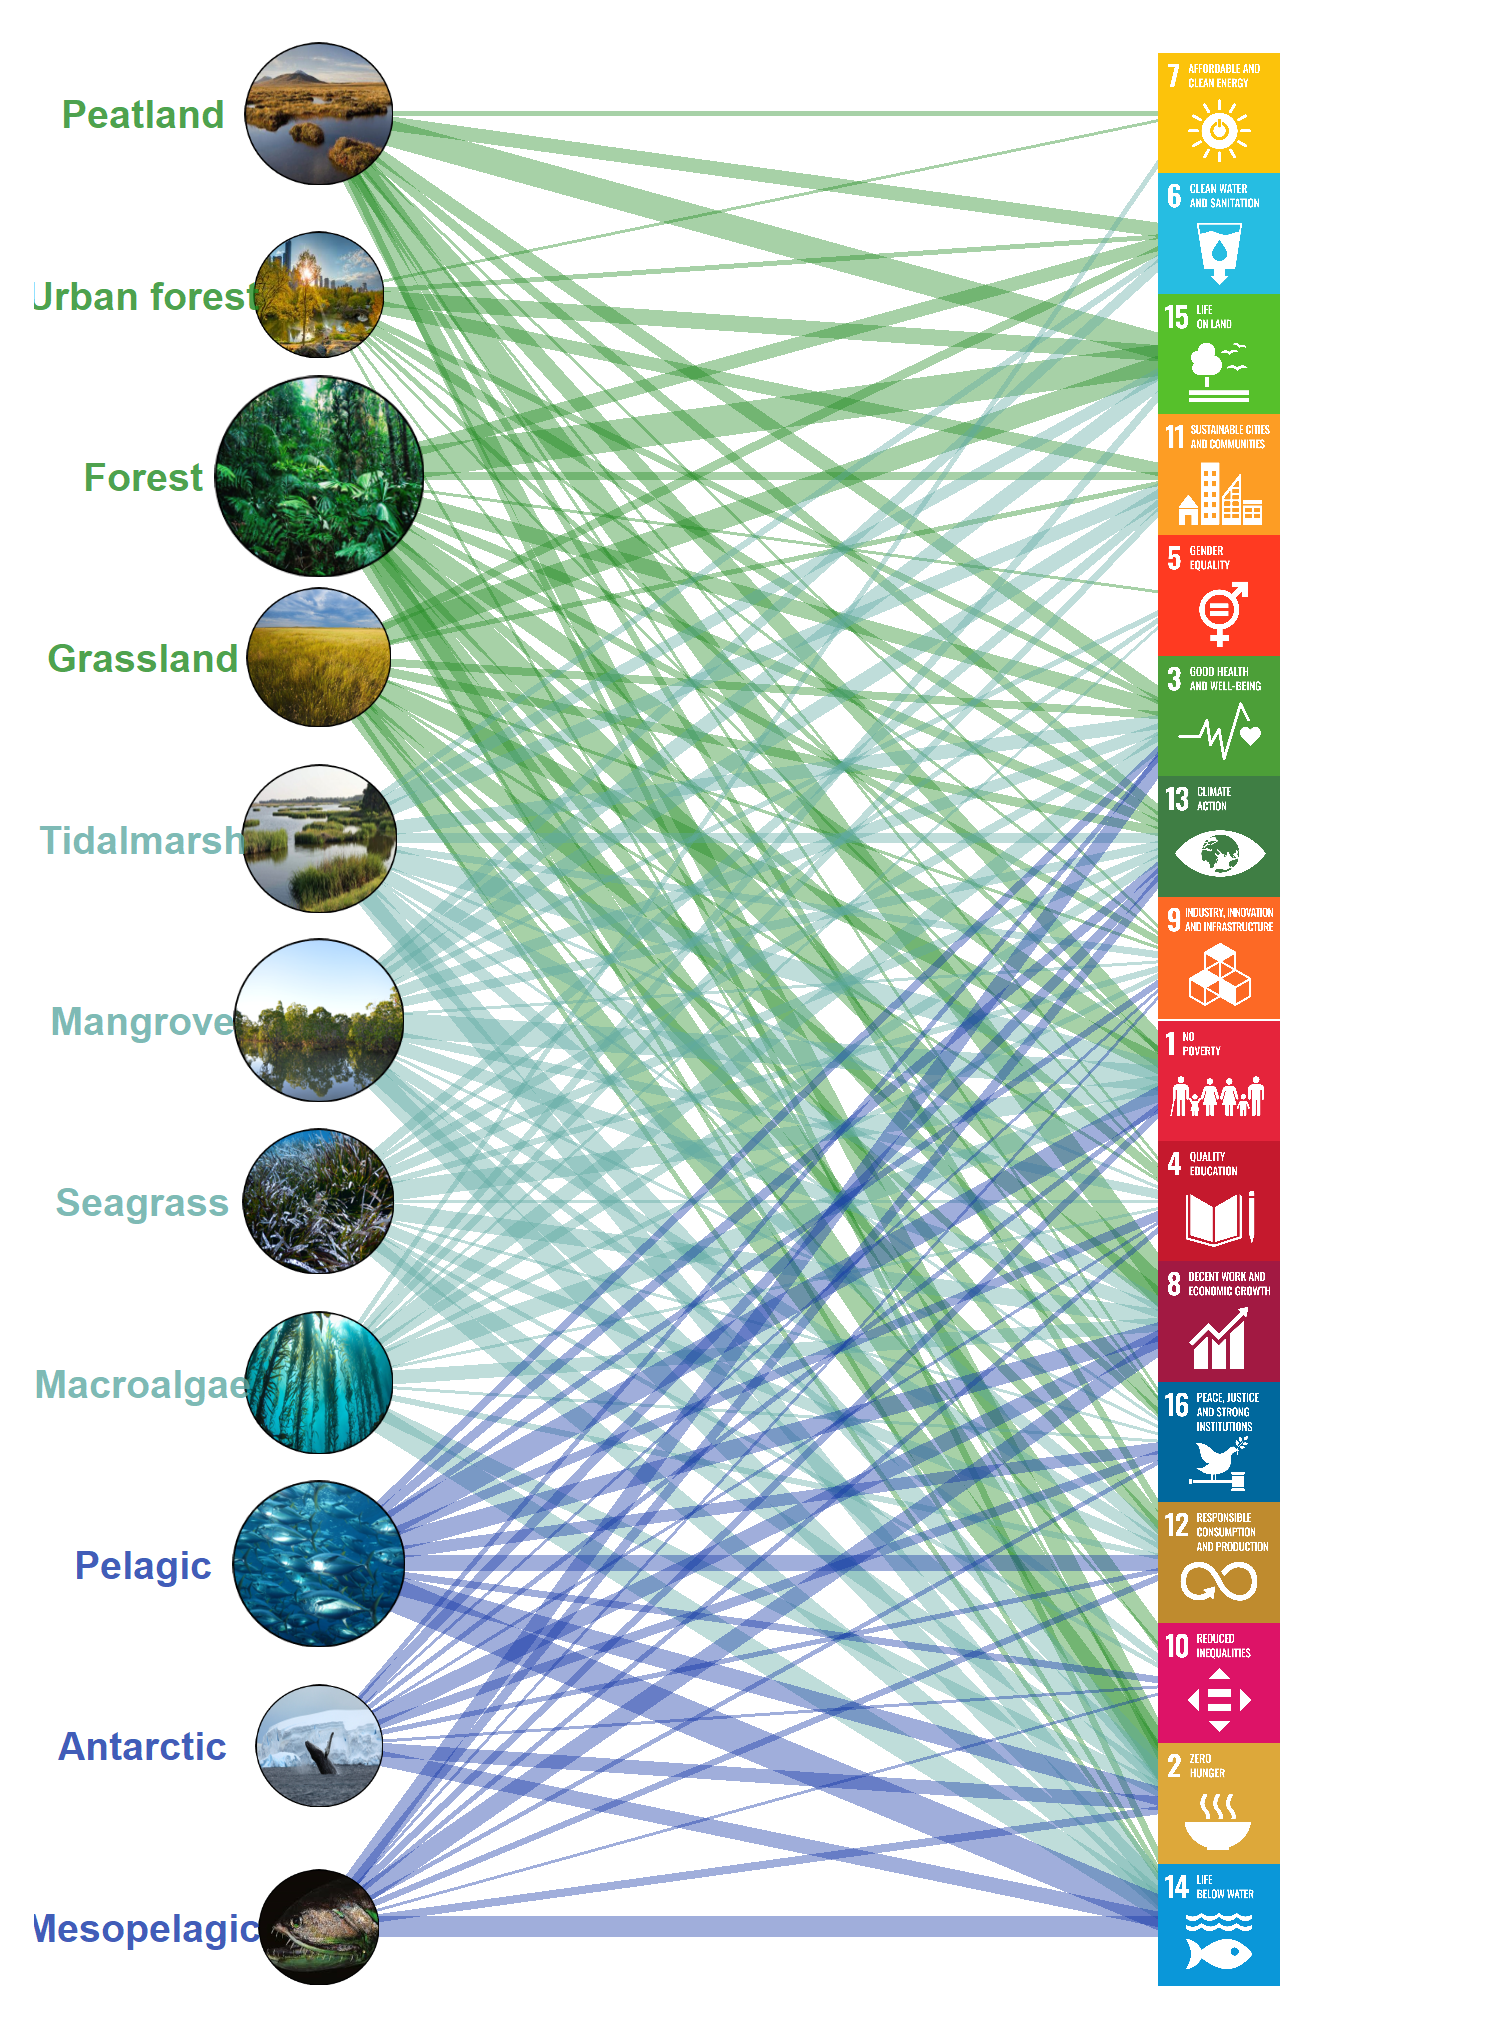 Peatland
Urban forest
Forest
Grassland
Tidalmarsh
Mangrove
Seagrass
Macroalgae
Pelagic
Antarctic
Mesopelagic
7 AFFORDABLE AND
CLEAN ENERGY
6 CLEAN WATER
AND SANITATION
15 LIFE
ON LAND
11 SUSTAINABLE CITIES
AND COMMUNITIES
5 GENDER
EQUALITY
3 GOOD HEALTH
AND WELL-BEING
13 CLIMATE
ACTION
9 INDUSTRY, INNOVATION
AND INFRASTRUCTURE
1 NO
POVERTY
4 QUALITY
EDUCATION
8 DECENT WORK AND
ECONOMIC GROWTH
16 PEACE, JUSTICE
AND STRONG
INSTITUTIONS
12 RESPONSIBLE
CONSUMPTION
AND PRODUCTION
10 REDUCED
INEQUALITIES
2 ZERO
HUNGER
14 LIFE
BELOW WATER